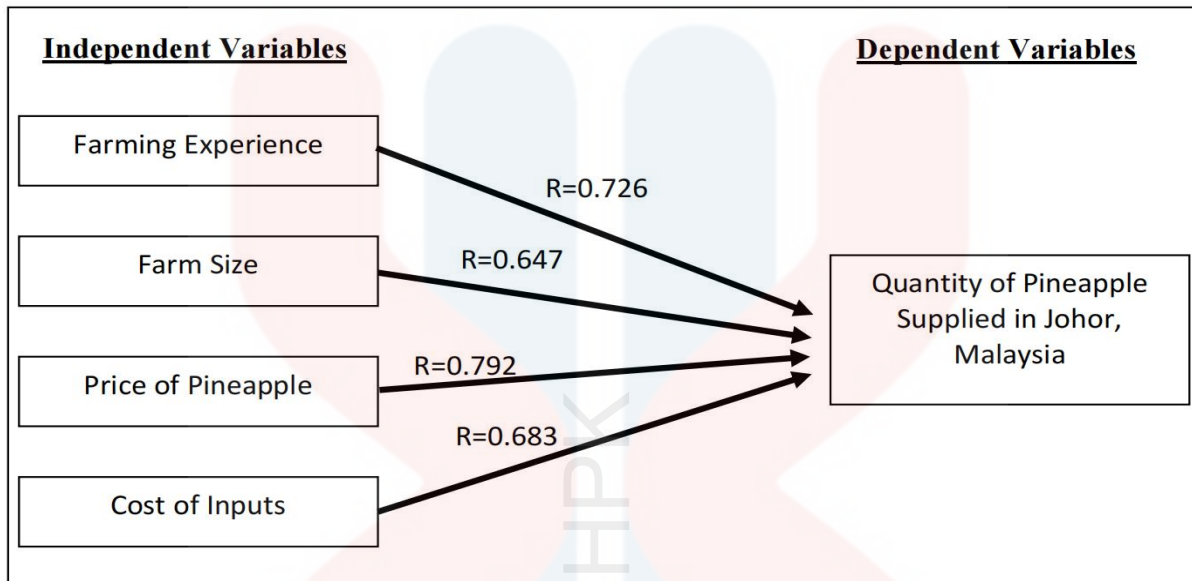 Independent Variables
Dependent Variables
Farming Experience
R=0.726
Farm Size
R=0.647
Quantity of Pineapple
Supplied in Johor,
Malaysia
Price of Pineapple
R=0.792
R=0.683
Cost of Inputs
HPK